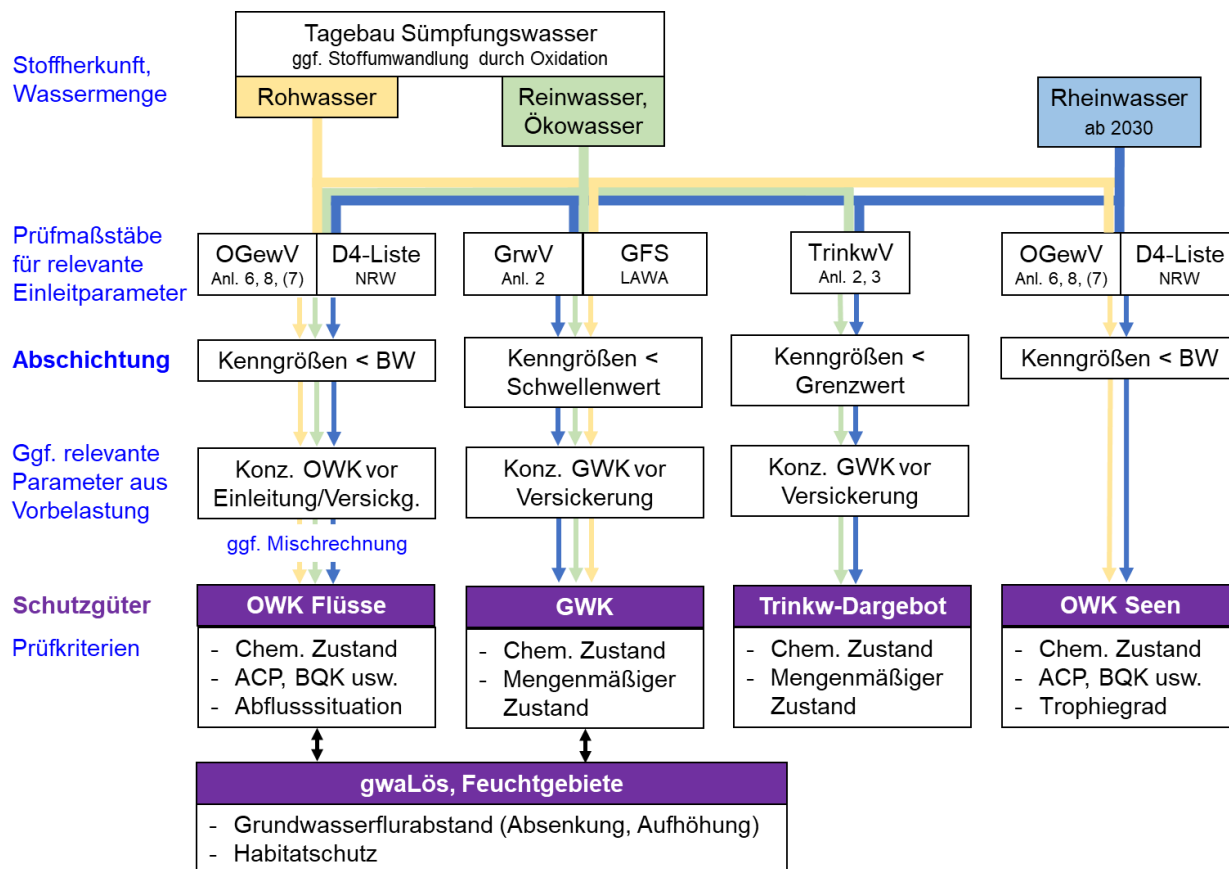 Stoffherkunft,
Wassermenge
Tagebau Sümpfungswasser
ggf. Stoffumwandlung durch Oxidation
Rohwasser
Reinwasser,
Ökowasser
Rheinwasser
ab 2030
Prüfmaßstäbe
für relevante
Einleitparameter
OGewV
Anl. 6, 8, (7)
D4-Liste
NRW
GrwV
Anl. 2
GFS
LAWA
TrinkwV
Anl. 2, 3
OGewV
Anl. 6, 8, (7)
D4-Liste
NRW
Abschichtung
Kenngrößen < BW
Kenngrößen <
Schwellenwert
Kenngrößen <
Grenzwert
Kenngrößen < BW
Ggf. relevante
Parameter aus
Vorbelastung
Konz. OWK vor
Einleitung/Versickg.
Konz. GWK vor
Versickerung
Konz. GWK vor
Versickerung
ggf. Mischrechnung
Schutzgüter
Prüfkriterien
OWK Flüsse
- Chem. Zustand
- ACP, BQK usw.
- Abflusssituation
GWK
- Chem. Zustand
- Mengenmäßiger
Zustand
Trinkw-Dargebot
- Chem. Zustand
- Mengenmäßiger
Zustand
OWK Seen
- Chem. Zustand
- ACP, BQK usw.
- Trophiegrad
gwaLös, Feuchtgebiete
- Grundwasserflurabstand (Absenkung, Aufhöhung)
- Habitatschutz